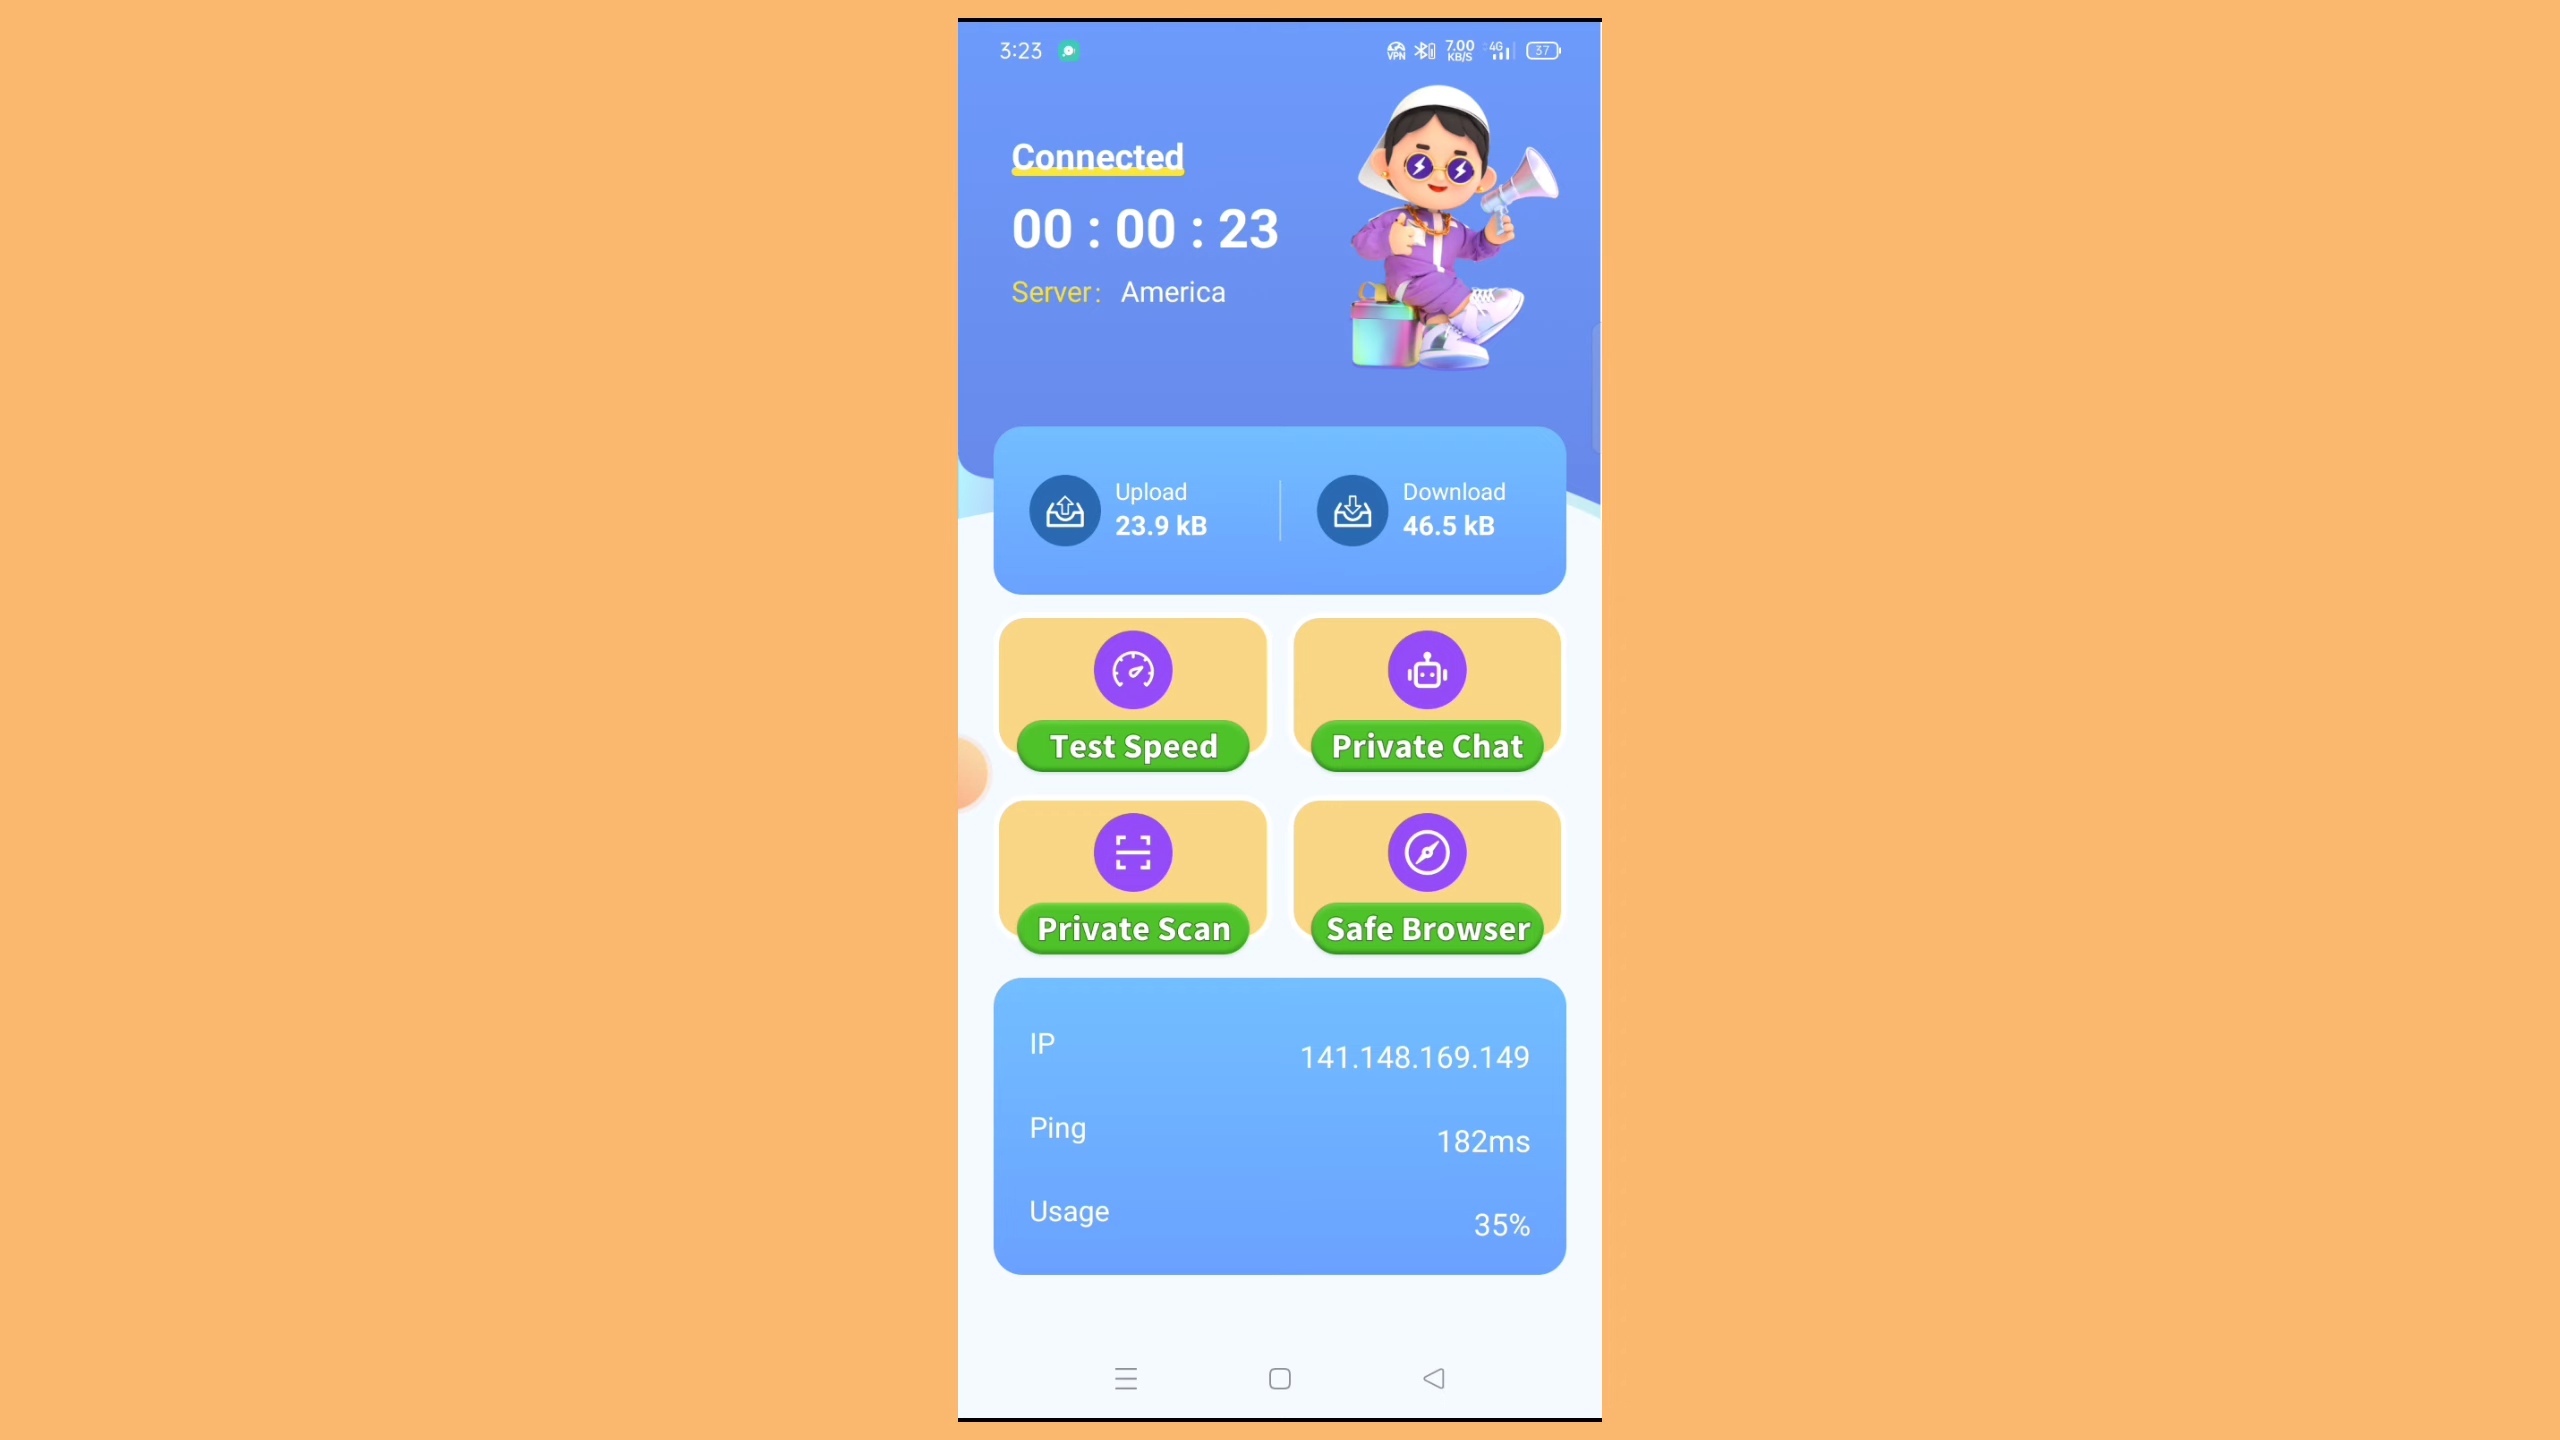 3:23
VPN 7.00 KB/S 4G 37
Connected
00 : 00 : 23
Server: America
Upload
23.9 kB
Download
46.5 kB
Test Speed
Private Chat
Private Scan
Safe Browser
IP
141.148.169.149
Ping
182ms
Usage
35%